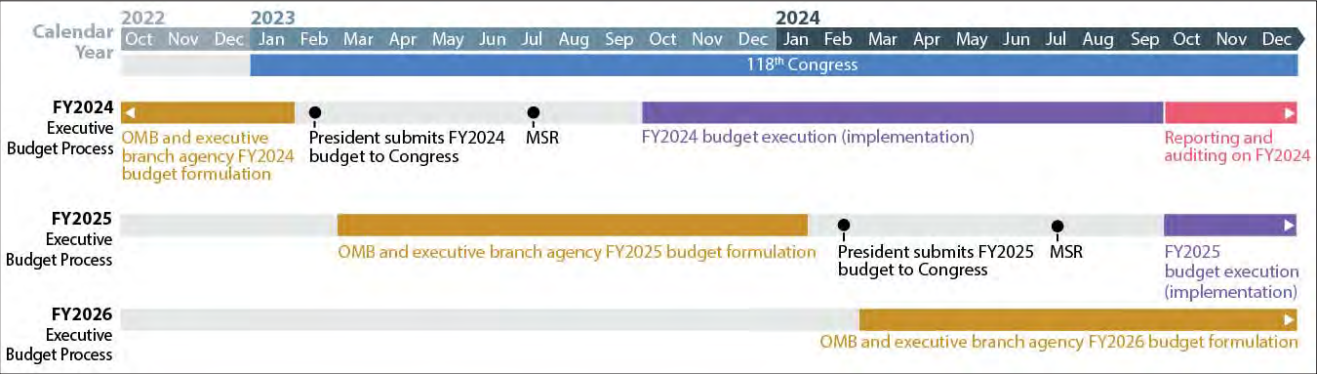 2022 2023 2024
Calendar Year
Oct Nov Dec Jan Feb Mar Apr May Jun Jul Aug Sep Oct Nov Dec Jan Feb Mar Apr May Jun Jul Aug Sep Oct Nov Dec
118th Congress
FY2024
Executive
Budget Process
OMB and executive
branch agency FY2024
budget formulation
President submits FY2024
budget to Congress
MSR
FY2024 budget execution (implementation)
Reporting and
auditing on FY2024
FY2025
Executive
Budget Process
OMB and executive branch agency FY2025 budget formulation
President submits FY2025
budget to Congress
MSR
FY2025
budget execution
(implementation)
FY2026
Executive
Budget Process
OMB and executive branch agency FY2026 budget formulation